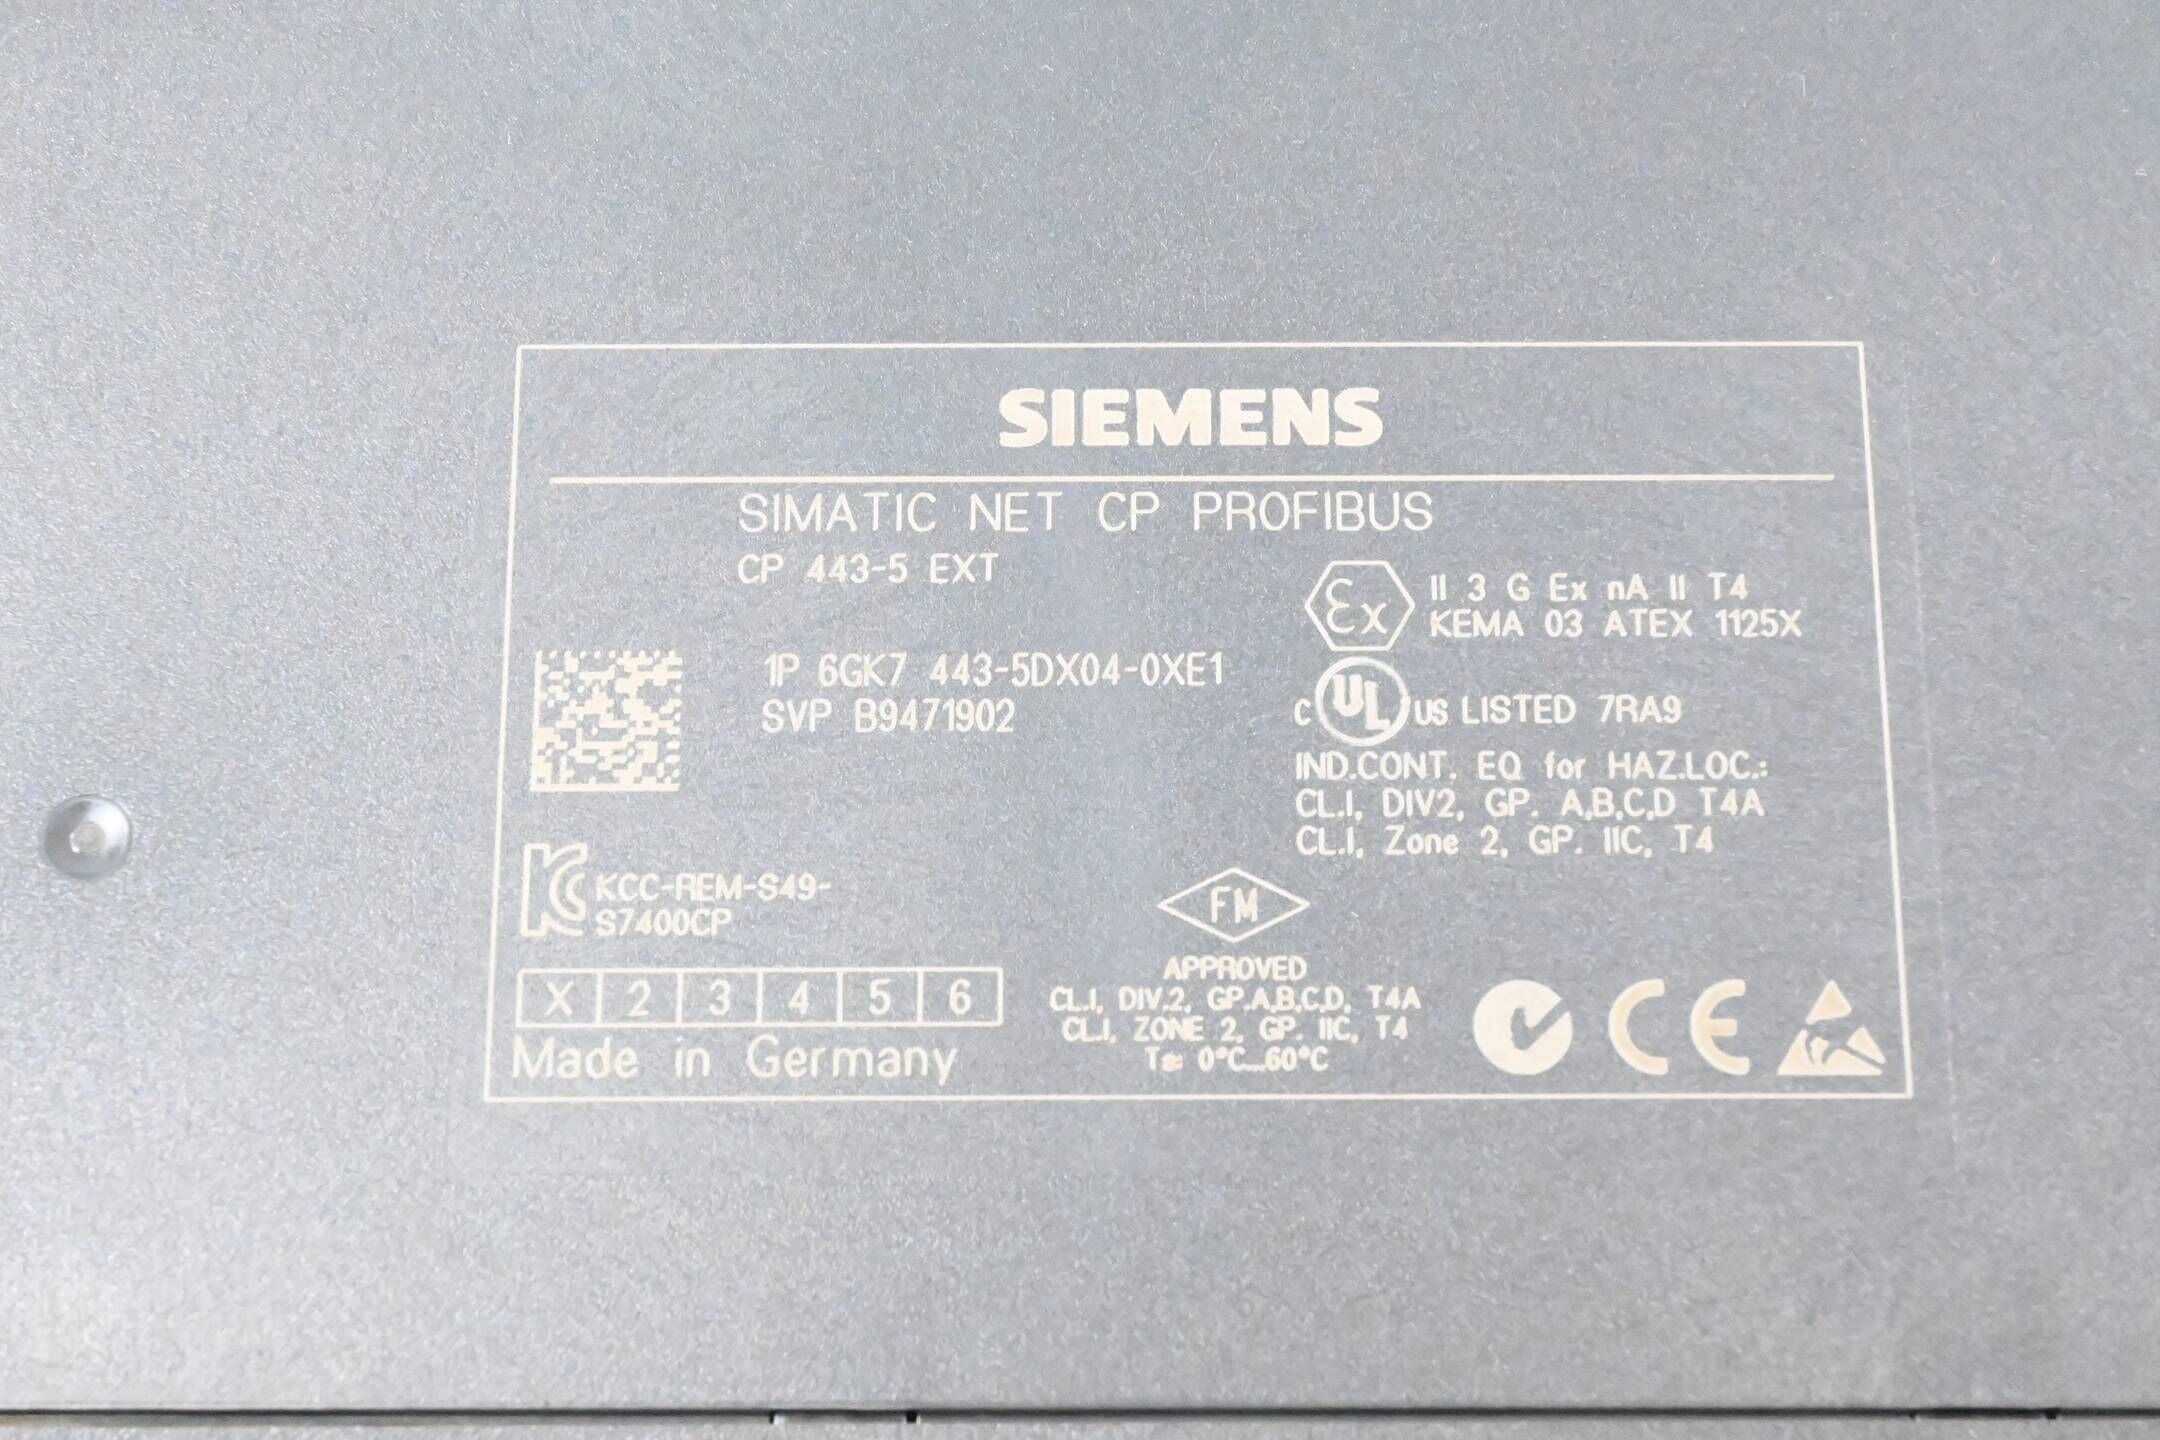 SIEMENS
SIMATIC NET CP PROFIBUS
CP 443-5 EXT
Ex II 3 G Ex nA II T4
KEMA 03 ATEX 1125X
1P 6GK7 443-5DX04-0XE1
SVP B9471902
C UL US LISTED 7RA9
IND.CONT. EQ for HAZ.LOC.:
CL.I, DIV2, GP. A,B,C,D T4A
CL.I, Zone 2, GP. IIC, T4
KCC-REM-S49-
S7400CP
FM
APPROVED
CL.I, DIV.2, GP.A,B,C,D, T4A
CL.I, ZONE 2, GP. IIC, T4
Ta: 0°C...60°C
X 2 3 4 5 6
Made in Germany
CE